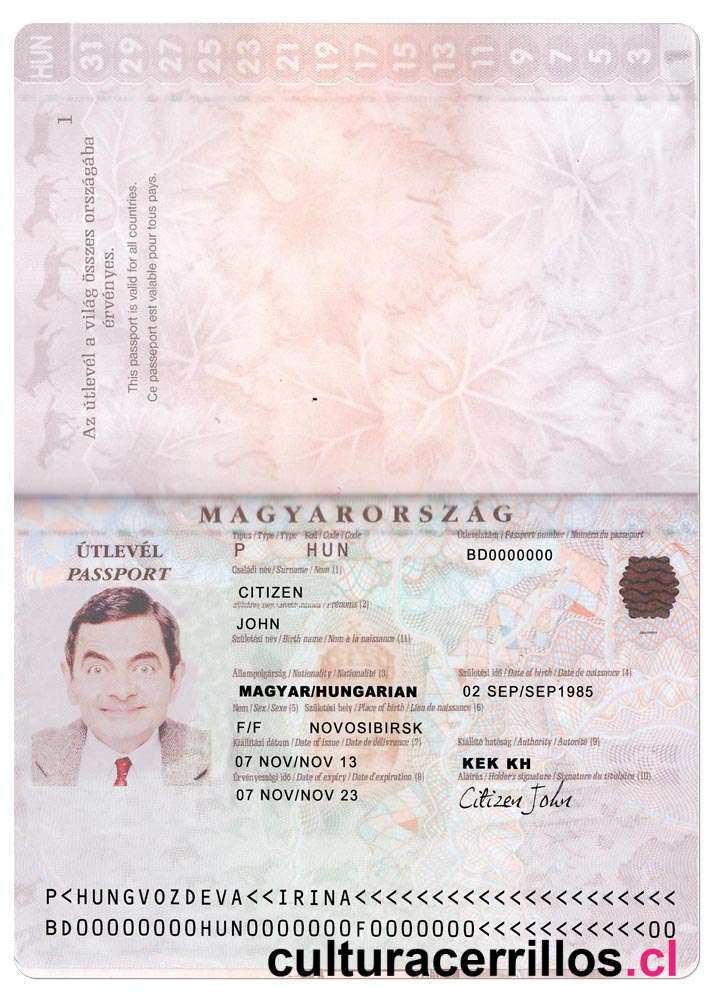 HUN 31 29 27 25 23 21 19 17 15 13 11 9 7 5 3 1
1
Az útlevél a világ összes országába
érvényes.
This passport is valid for all countries.
Ce passeport est valable pour tous pays.
MAGYARORSZÁG
ÚTLEVÉL
PASSPORT
Típus / Type / Type Kód / Code / Code Útlevélszám / Passport number / Numéro du passeport
P HUN BD0000000
Családi név / Surname / Nom (1)
CITIZEN
Prénoms (2)
JOHN
Születési név / Birth name / Nom à la naissance (11)
Állampolgárság / Nationality / Nationalité (3) Születési idő / Date of birth / Date de naissance (4)
MAGYAR/HUNGARIAN 02 SEP/SEP1985
Nem / Sex / Sexe (5) Születési hely / Place of birth / Lieu de naissance (6)
F/F NOVOSIBIRSK
Kiállítási dátum / Date of issue / Date de délivrance (7) Kiállító hatóság / Authority / Autorité (9)
07 NOV/NOV 13 KEK KH
Érvényességi idő / Date of expiry / Date d'expiration (8) Aláírás / Holder's signature / Signature du titulaire (10)
07 NOV/NOV 23 Citizen John
P<HUNGVOZDEVA<<IRINA<<<<<<<<<<<<<<<<<<<<<<<<
BD00000000HUN0000000F0000000<<<<<<<<<<<<<<00
culturacerrillos.cl